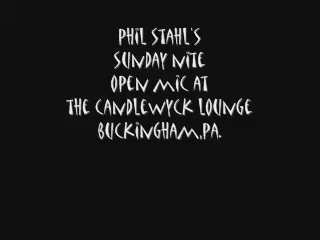 PHIL STAHL'S
SUNDAY NITE
OPEN MIC AT
THE CANDLEWYCK LOUNGE
BUCKINGHAM,PA.